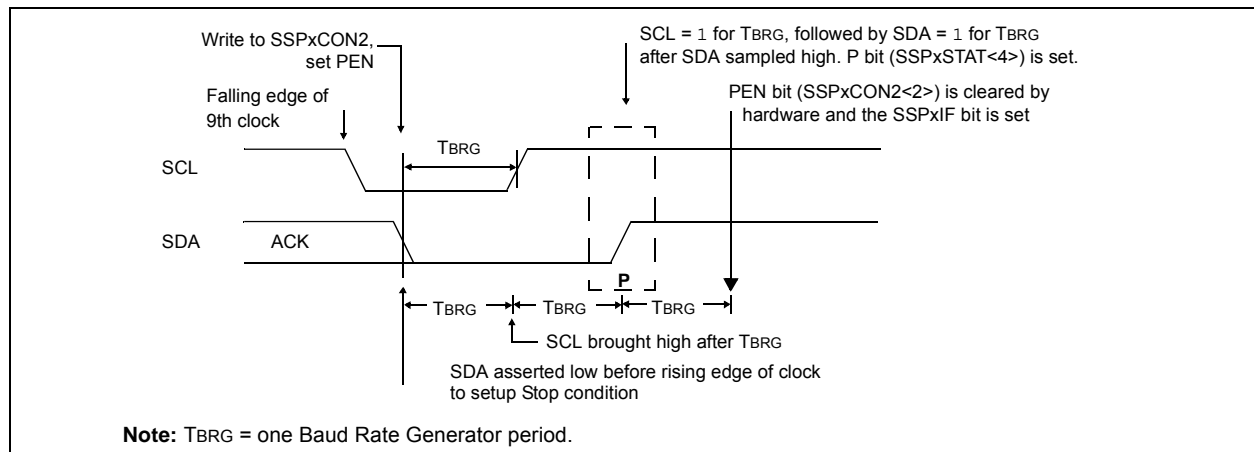 Write to SSPxCON2,
set PEN
SCL = 1 for TBRG, followed by SDA = 1 for TBRG
after SDA sampled high. P bit (SSPxSTAT<4>) is set.
Falling edge of
9th clock
PEN bit (SSPxCON2<2>) is cleared by
hardware and the SSPxIF bit is set
TBRG
SCL
SDA
ACK
P
TBRG
TBRG
TBRG
SCL brought high after TBRG
SDA asserted low before rising edge of clock
to setup Stop condition
Note: TBRG = one Baud Rate Generator period.